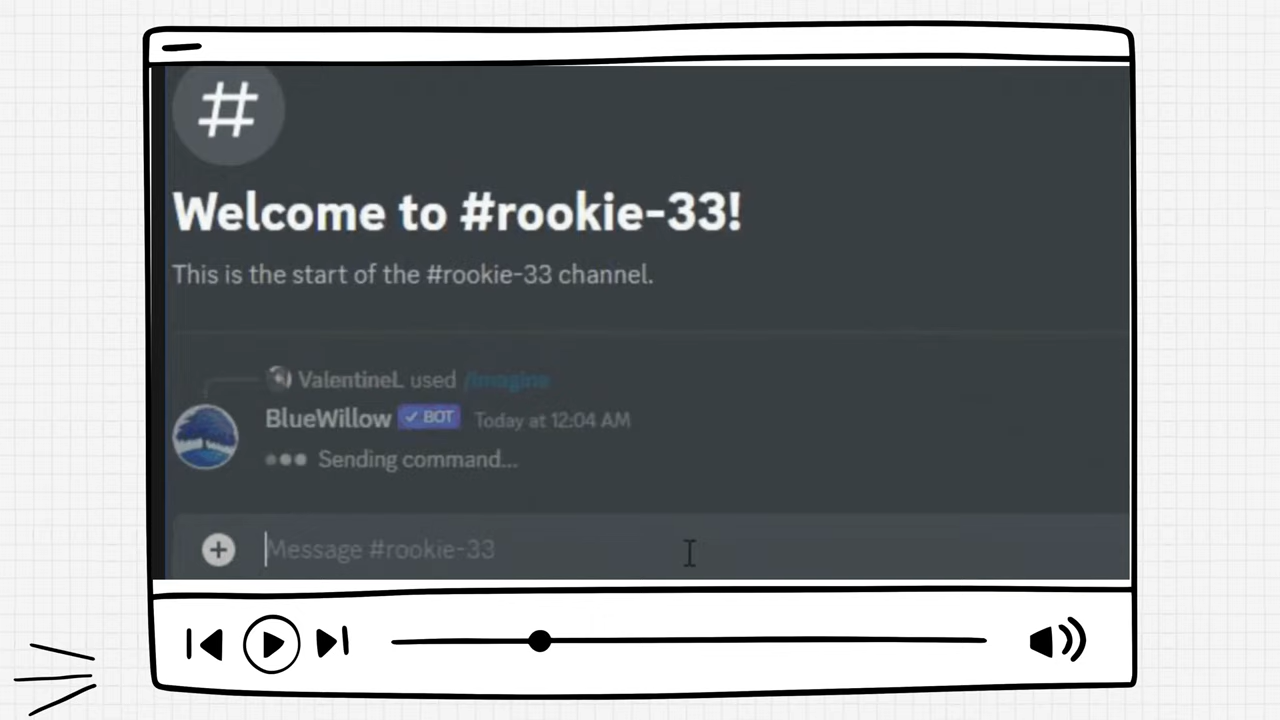 #
Welcome to #rookie-33!
This is the start of the #rookie-33 channel.
ValentineL used /imagine
BlueWillow ✓ BOT Today at 12:04 AM
Sending command...
Message #rookie-33